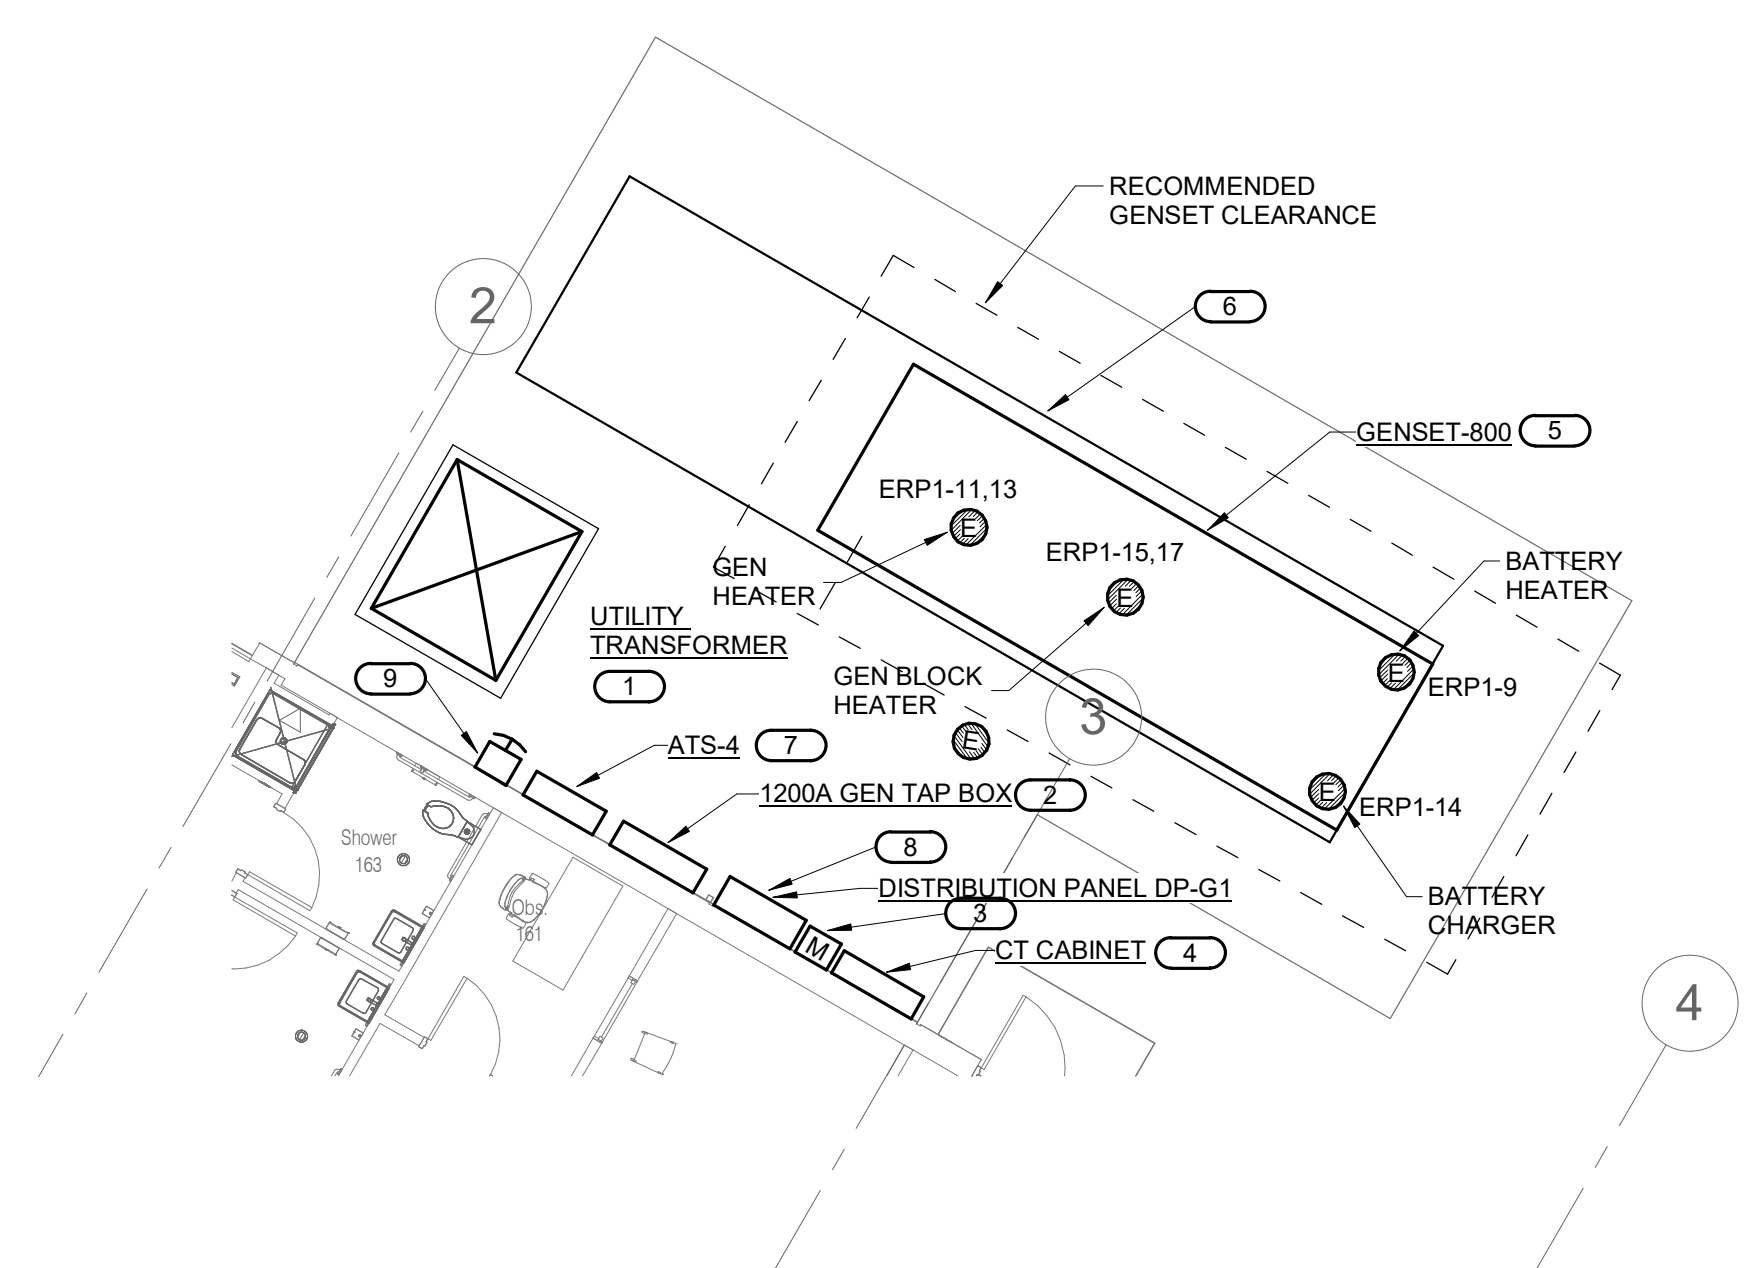 RECOMMENDED
GENSET CLEARANCE
2
6
GENSET-800 5
ERP1-11,13
E
ERP1-15,17
BATTERY
HEATER
GEN
HEATER
E
UTILITY
TRANSFORMER
1
9
GEN BLOCK
HEATER
E
ERP1-9
3
E
ATS-4 7
1200A GEN TAP BOX 2
E
ERP1-14
Shower
163
8
DISTRIBUTION PANEL DP-G1
3
BATTERY
CHARGER
Obs.
161
M
CT CABINET 4
4